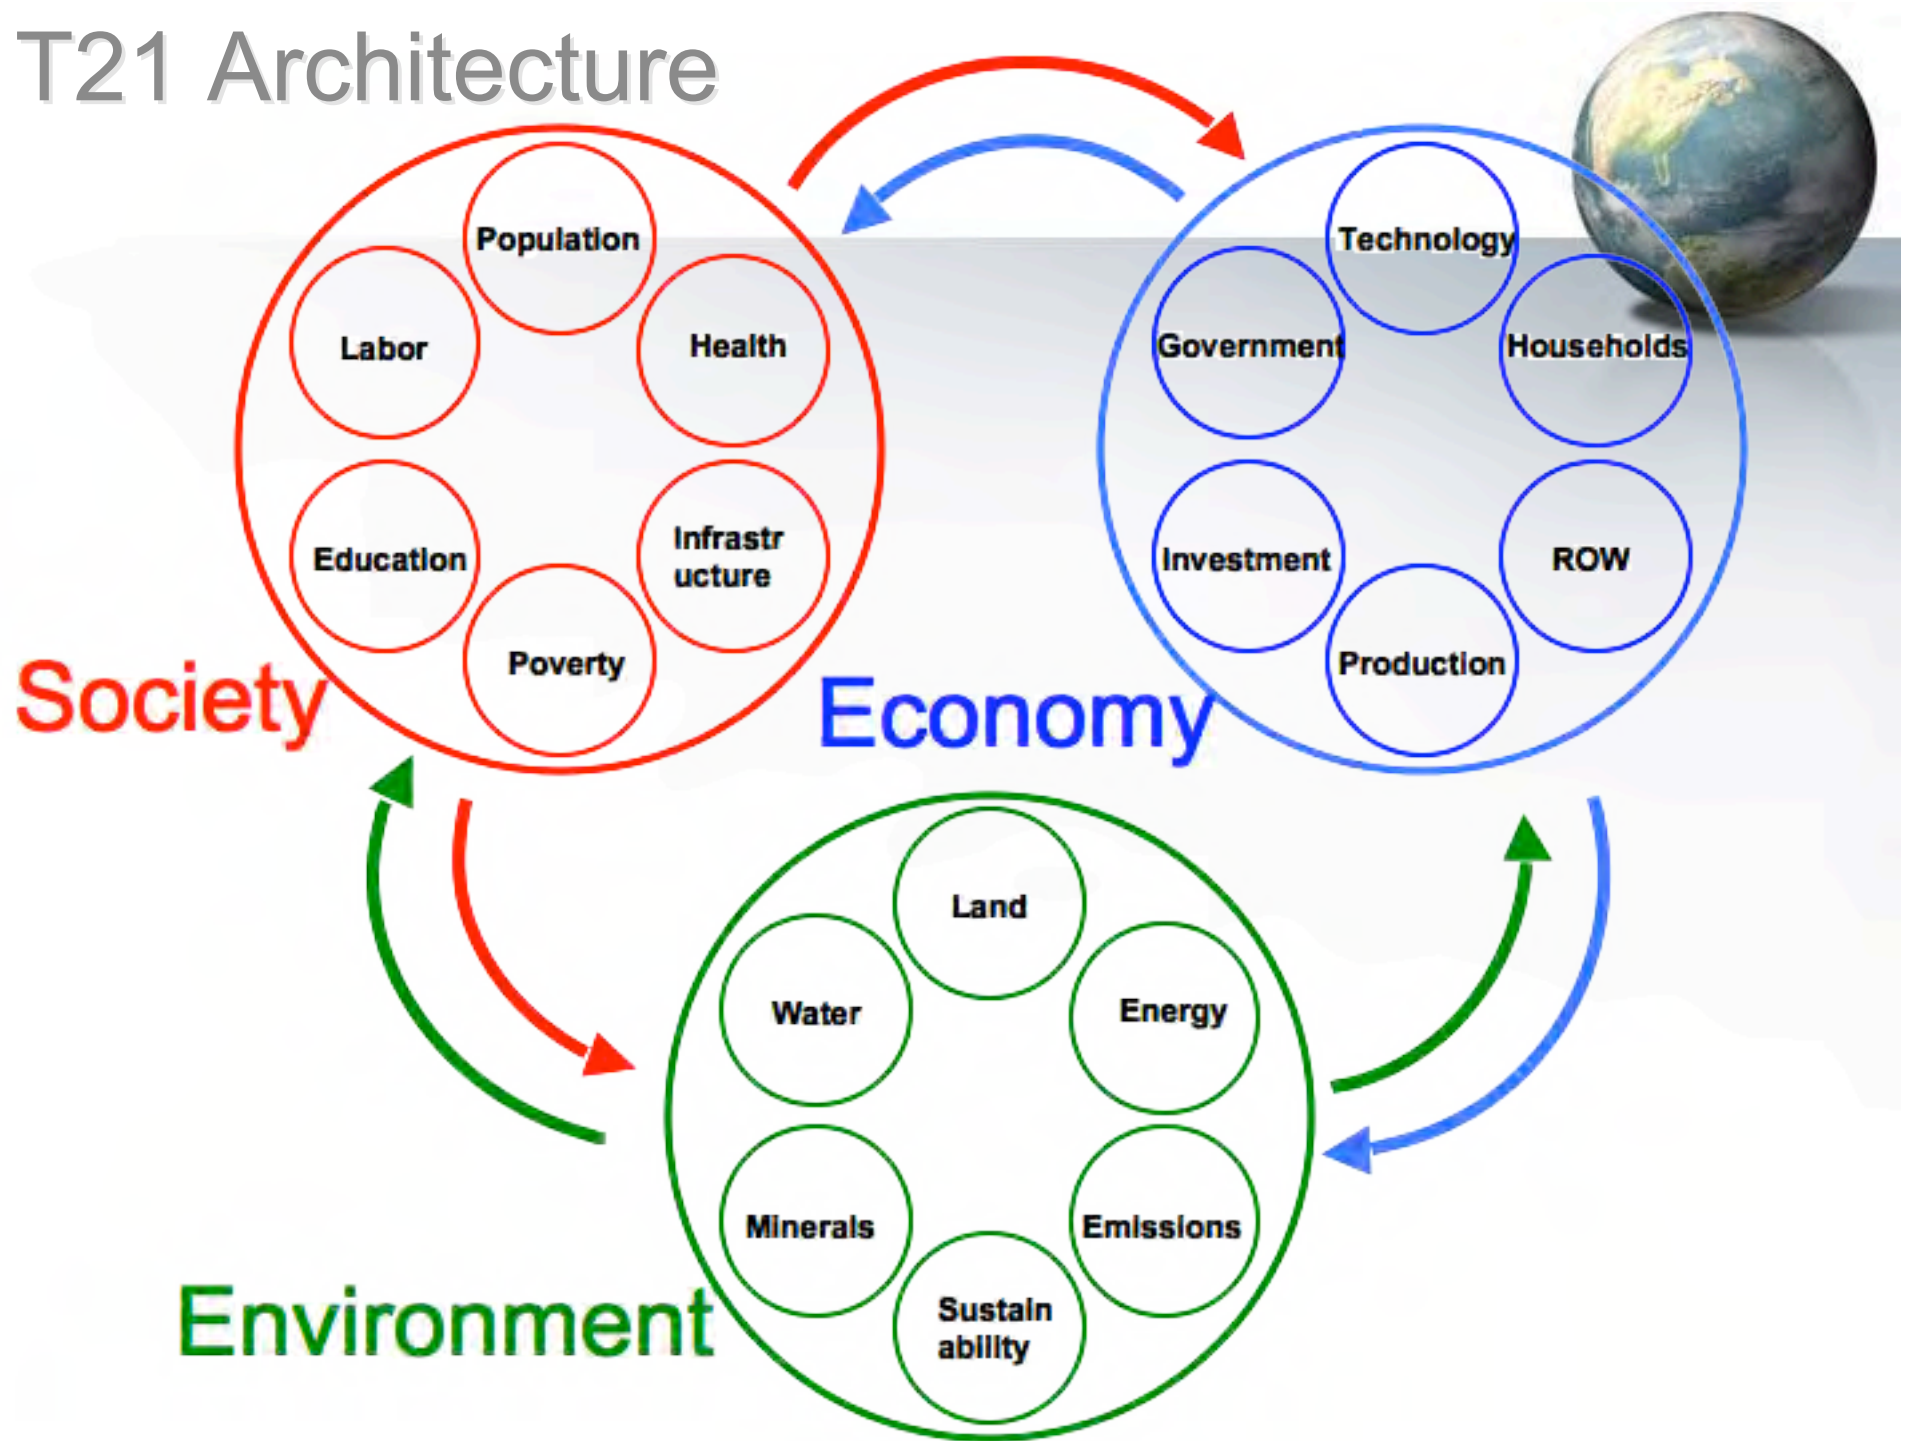 T21 Architecture
Population
Labor
Health
Education
Infrastr
ucture
Poverty
Society
Technology
Government
Households
Investment
ROW
Production
Economy
Land
Water
Energy
Minerals
Emissions
Sustain
ability
Environment